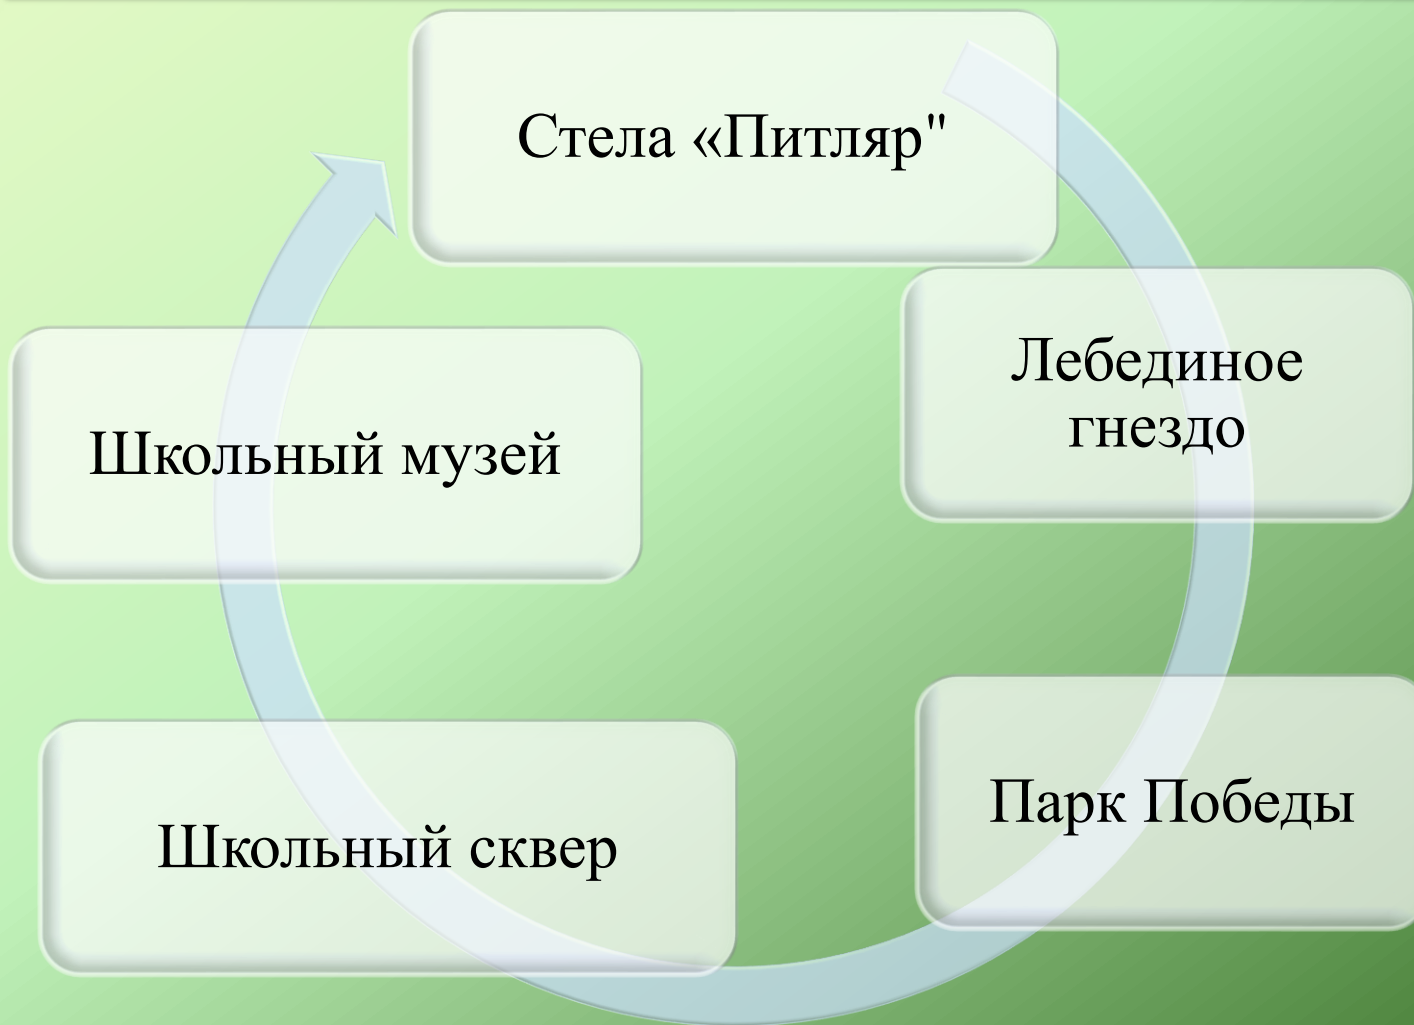 Стела «Питляр"
Лебединое
гнездо
Парк Победы
Школьный сквер
Школьный музей